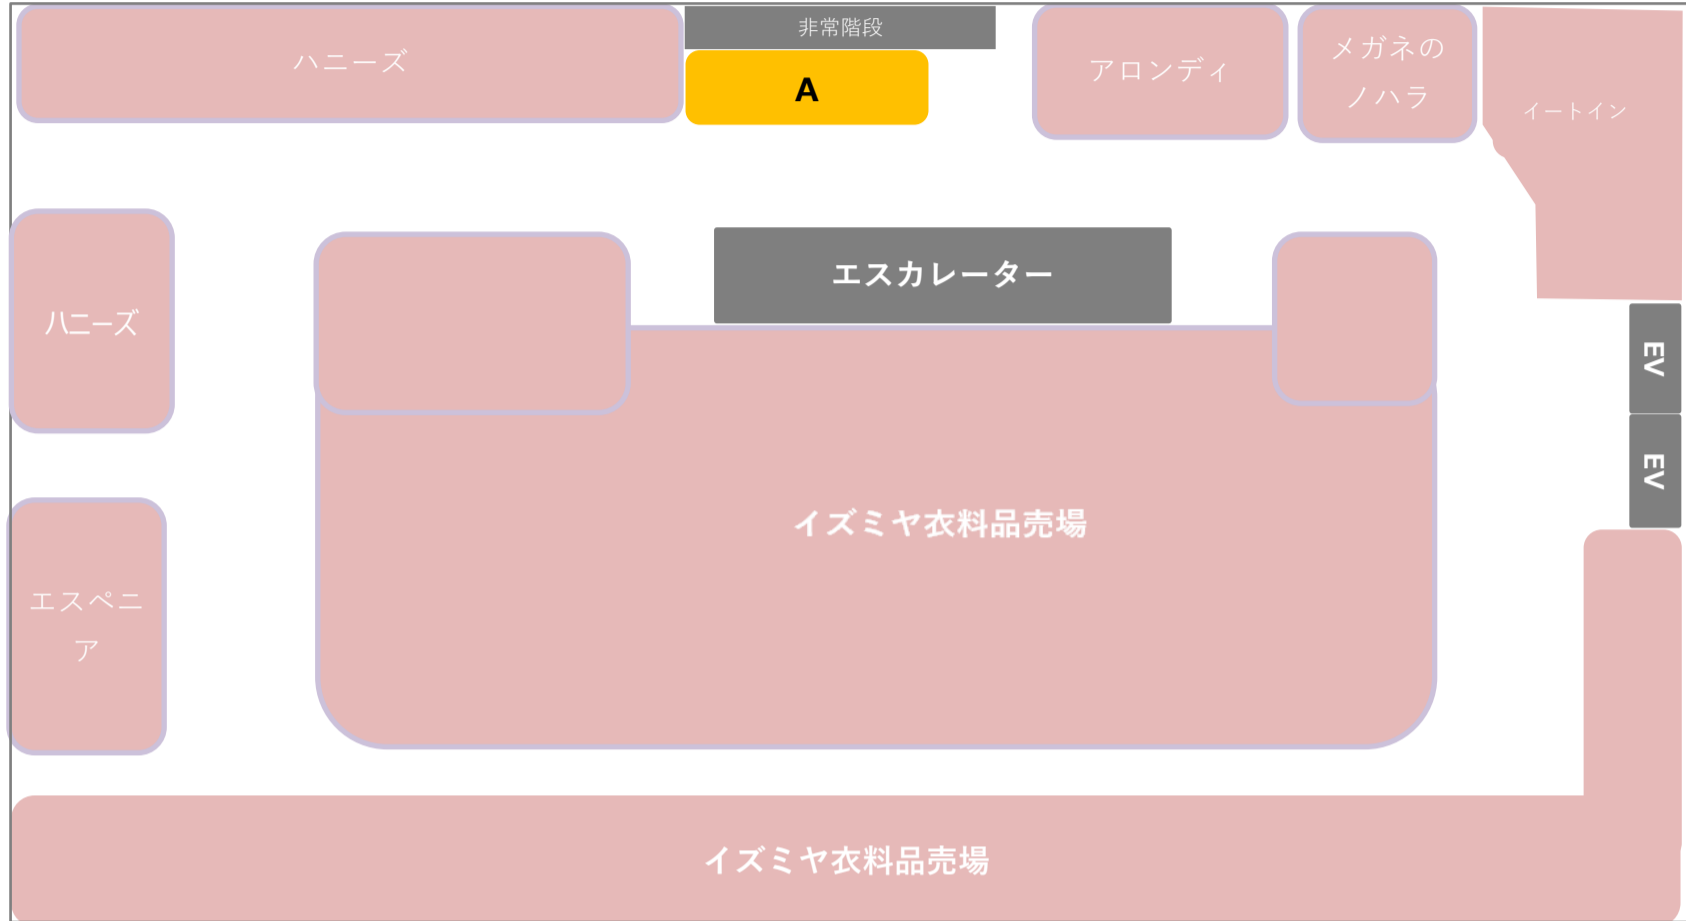 非常階段
ハニーズ
A
アロンディ
メガネの
ノハラ
イートイン
エスカレーター
ハニーズ
EV
EV
イズミヤ衣料品売場
エスペニ
ア
イズミヤ衣料品売場